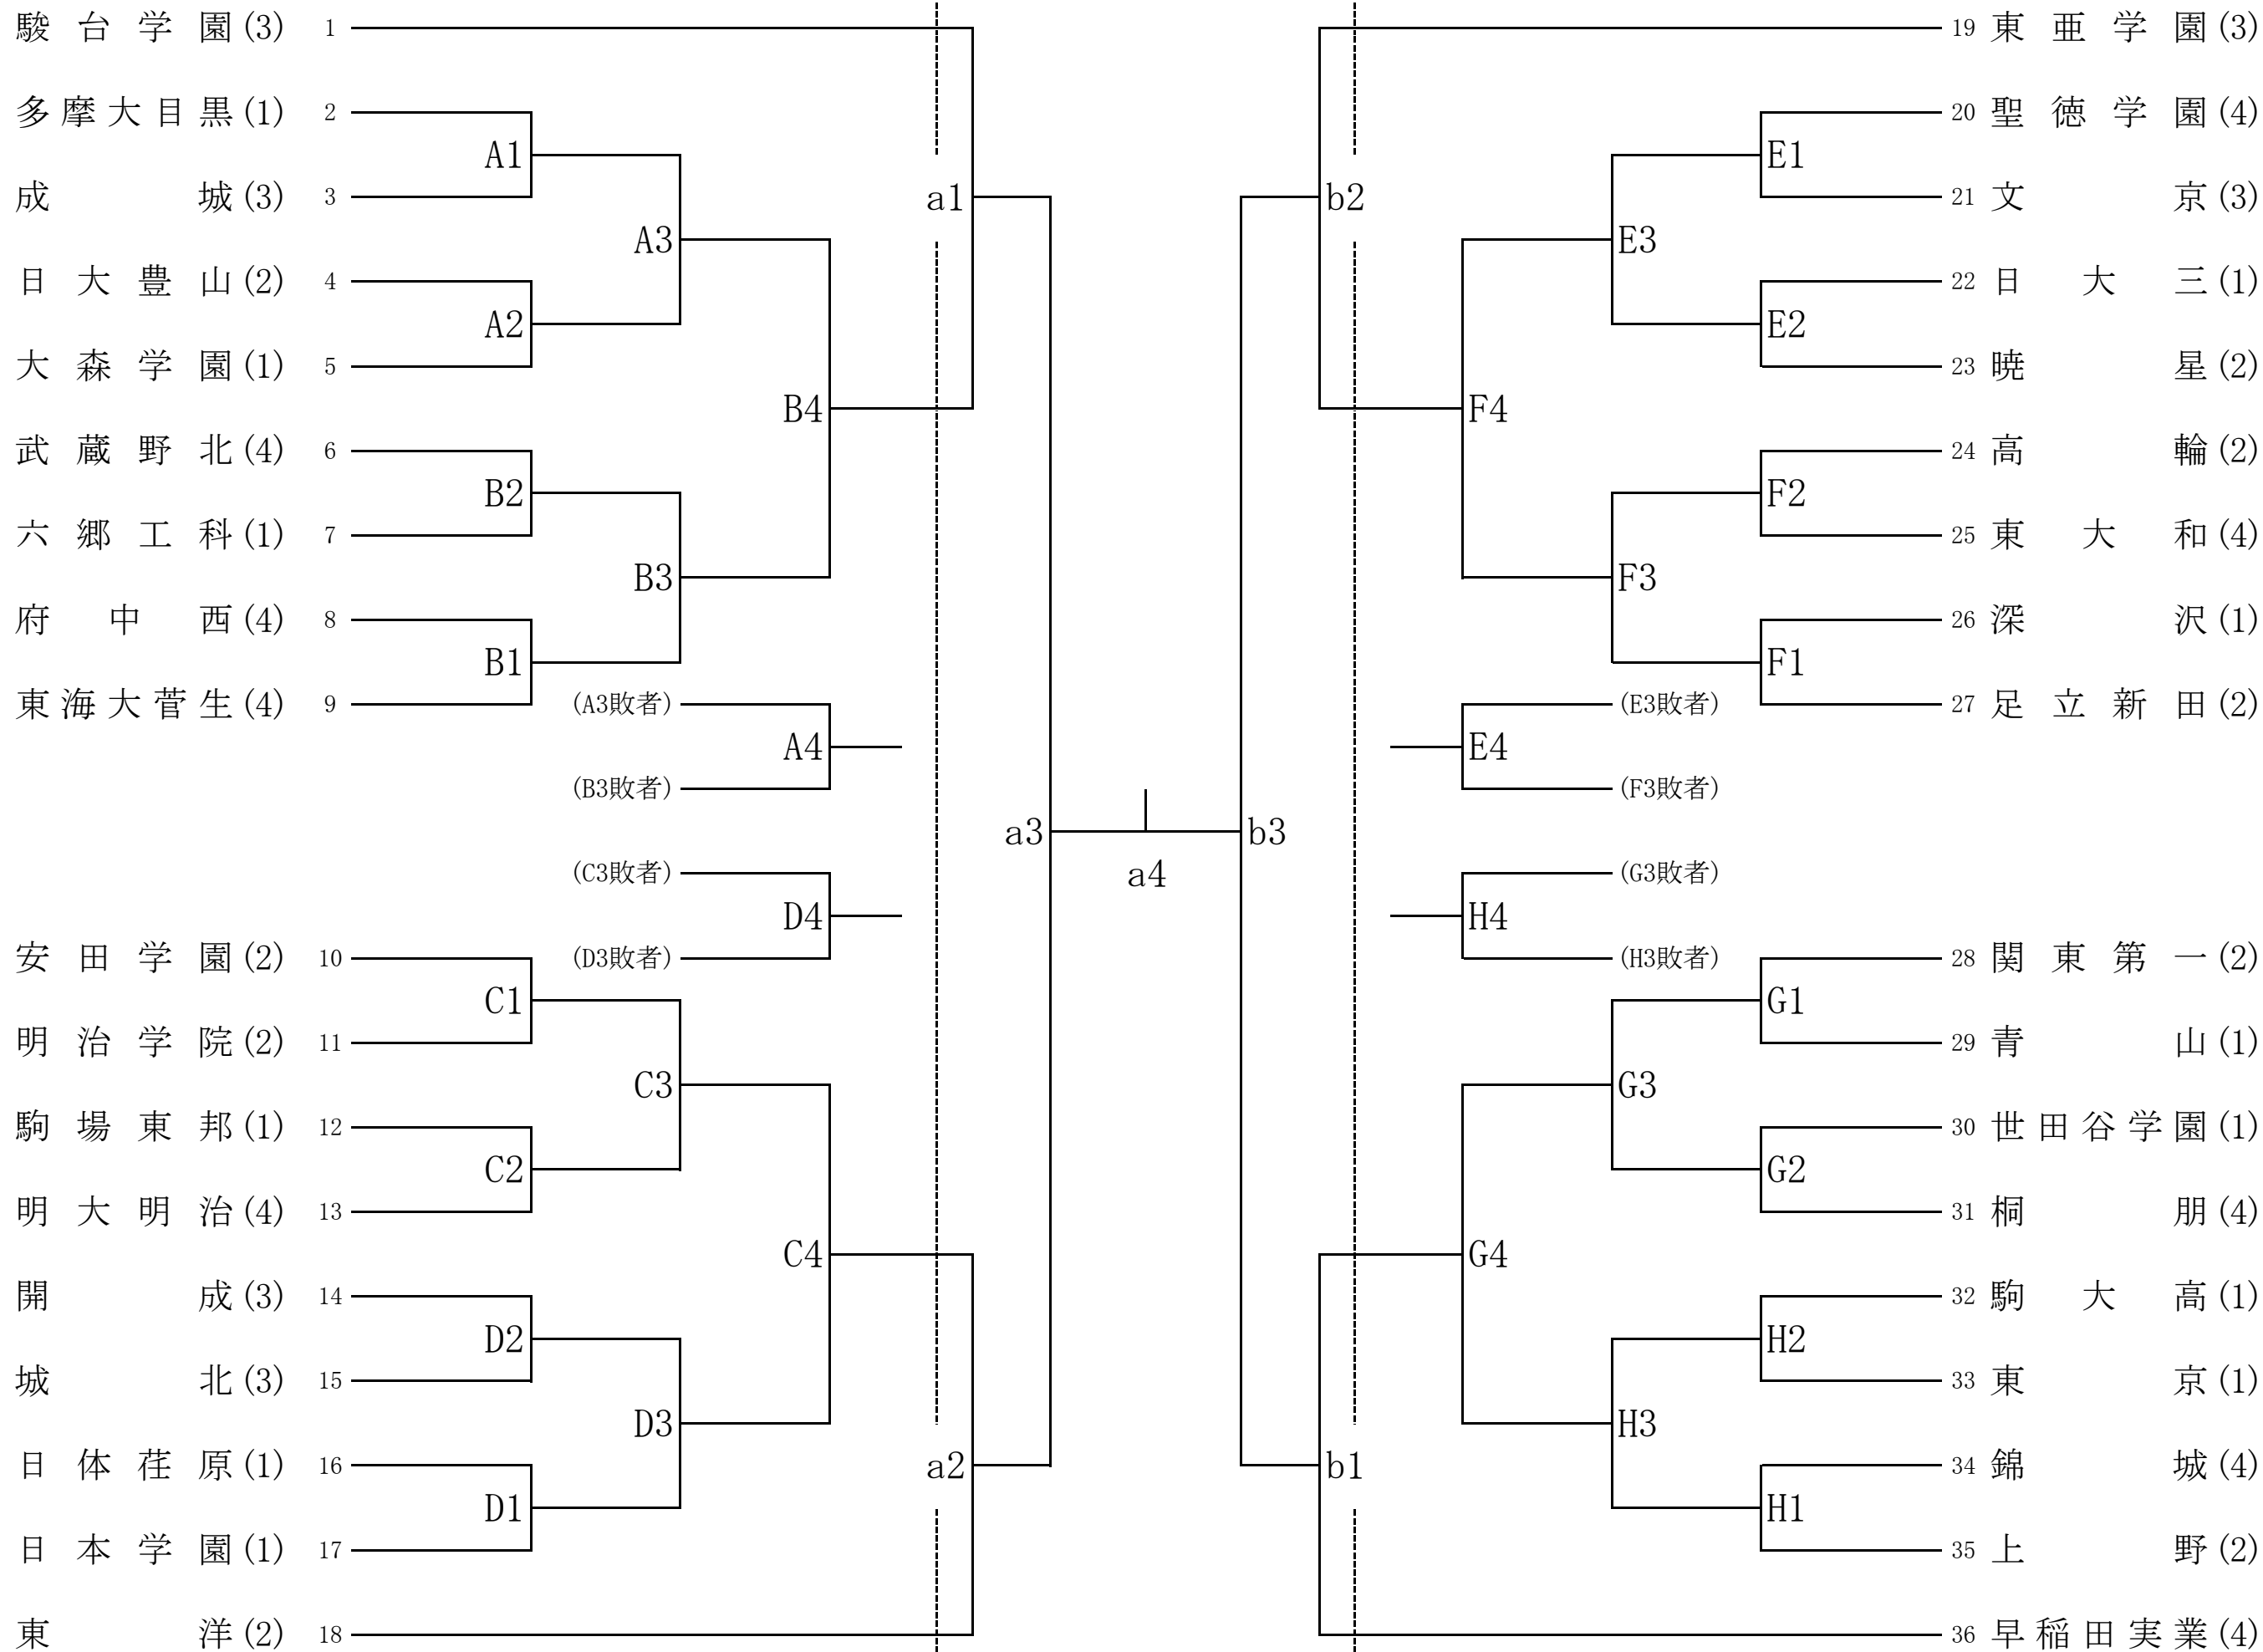 駿台学園(3) 1
多摩大目黒(1) 2
A1
成城(3) 3
A3
日大豊山(2) 4
A2
大森学園(1) 5
B4
武蔵野北(4) 6
B2
六郷工科(1) 7
B3
府中西(4) 8
B1
東海大菅生(4) 9
(A3敗者)
A4
(B3敗者)
(C3敗者)
D4
(D3敗者)
安田学園(2) 10
C1
明治学院(2) 11
C3
駒場東邦(1) 12
C2
明大明治(4) 13
C4
開成(3) 14
D2
城北(3) 15
D3
日体荏原(1) 16
D1
日本学園(1) 17
東洋(2) 18
a1
a2
a3
a4
b3
b2
b1
19 東亜学園(3)
20 聖徳学園(4)
E1
21 文京(3)
E3
22 日大三(1)
E2
23 暁星(2)
F4
24 高輪(2)
F2
25 東大和(4)
F3
26 深沢(1)
F1
27 足立新田(2)
(E3敗者)
E4
(F3敗者)
(G3敗者)
H4
(H3敗者)
28 関東第一(2)
G1
29 青山(1)
G3
30 世田谷学園(1)
G2
31 桐朋(4)
G4
32 駒大高(1)
H2
33 東京(1)
H3
34 錦城(4)
H1
35 上野(2)
36 早稲田実業(4)